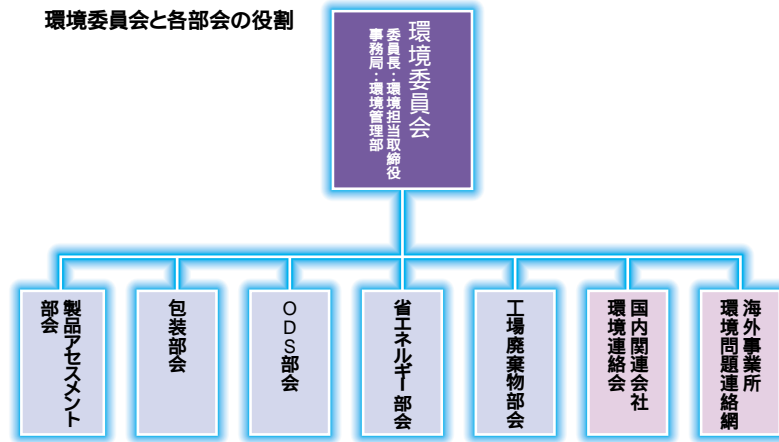 環境委員会と各部会の役割
環境委員会
委員長：環境担当取締役
事務局：環境管理部
製品アセスメント
部会
包装部会
ODS部会
省エネルギー部会
工場廃棄物部会
国内関連会社
環境連絡会
海外事業所
環境問題連絡網